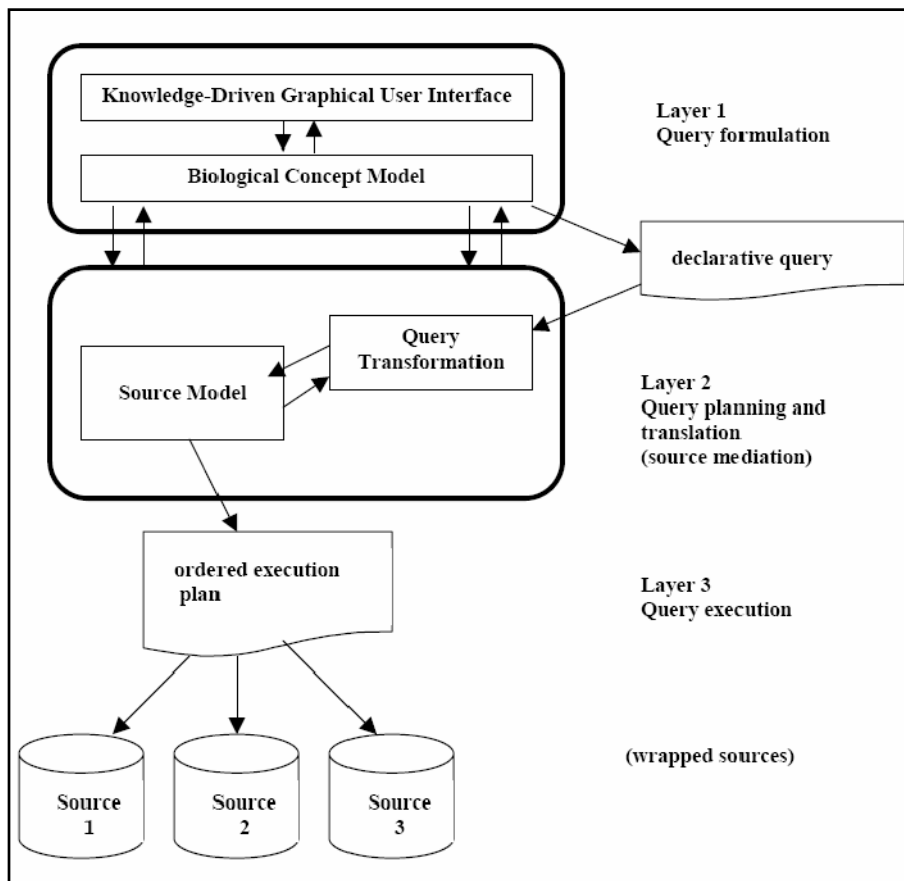 Knowledge-Driven Graphical User Interface
Biological Concept Model
Layer 1
Query formulation
declarative query
Query
Transformation
Source Model
Layer 2
Query planning and
translation
(source mediation)
ordered execution
plan
Layer 3
Query execution
(wrapped sources)
Source
1
Source
2
Source
3